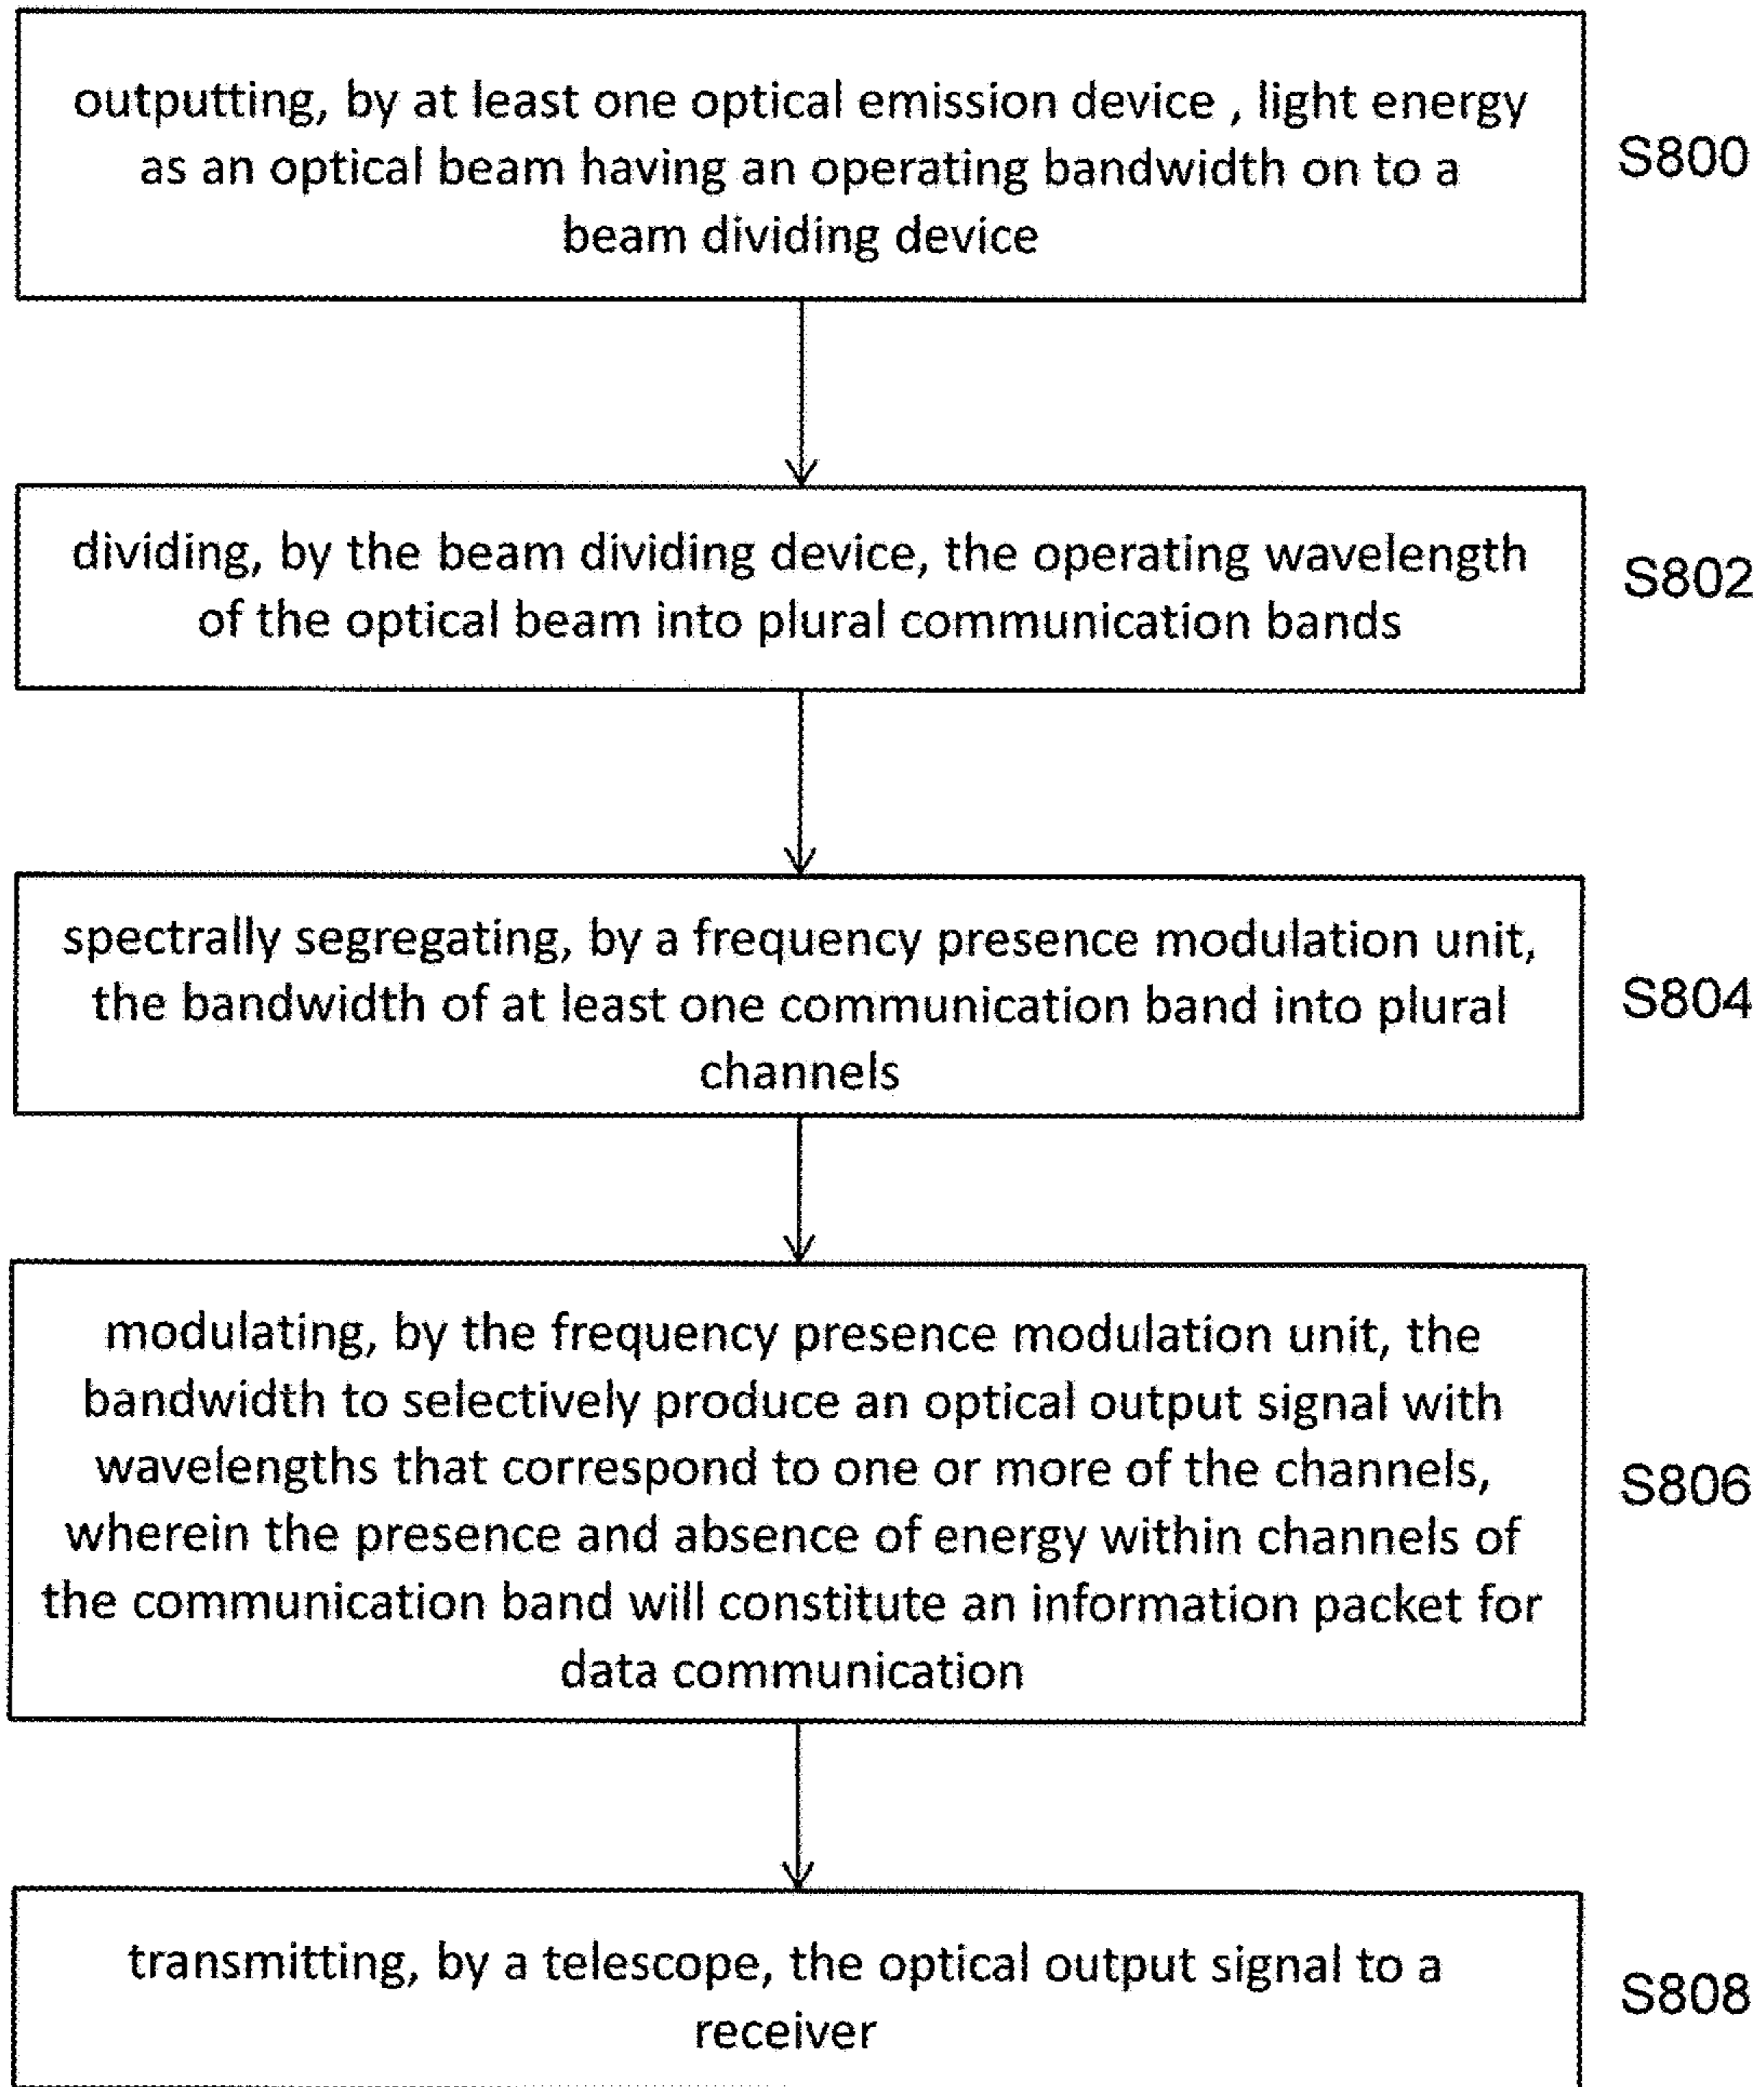 outputting, by at least one optical emission device , light energy
as an optical beam having an operating bandwidth on to a
beam dividing device
S800
dividing, by the beam dividing device, the operating wavelength
of the optical beam into plural communication bands
S802
spectrally segregating, by a frequency presence modulation unit,
the bandwidth of at least one communication band into plural
channels
S804
modulating, by the frequency presence modulation unit, the
bandwidth to selectively produce an optical output signal with
wavelengths that correspond to one or more of the channels,
wherein the presence and absence of energy within channels of
the communication band will constitute an information packet for
data communication
S806
transmitting, by a telescope, the optical output signal to a
receiver
S808